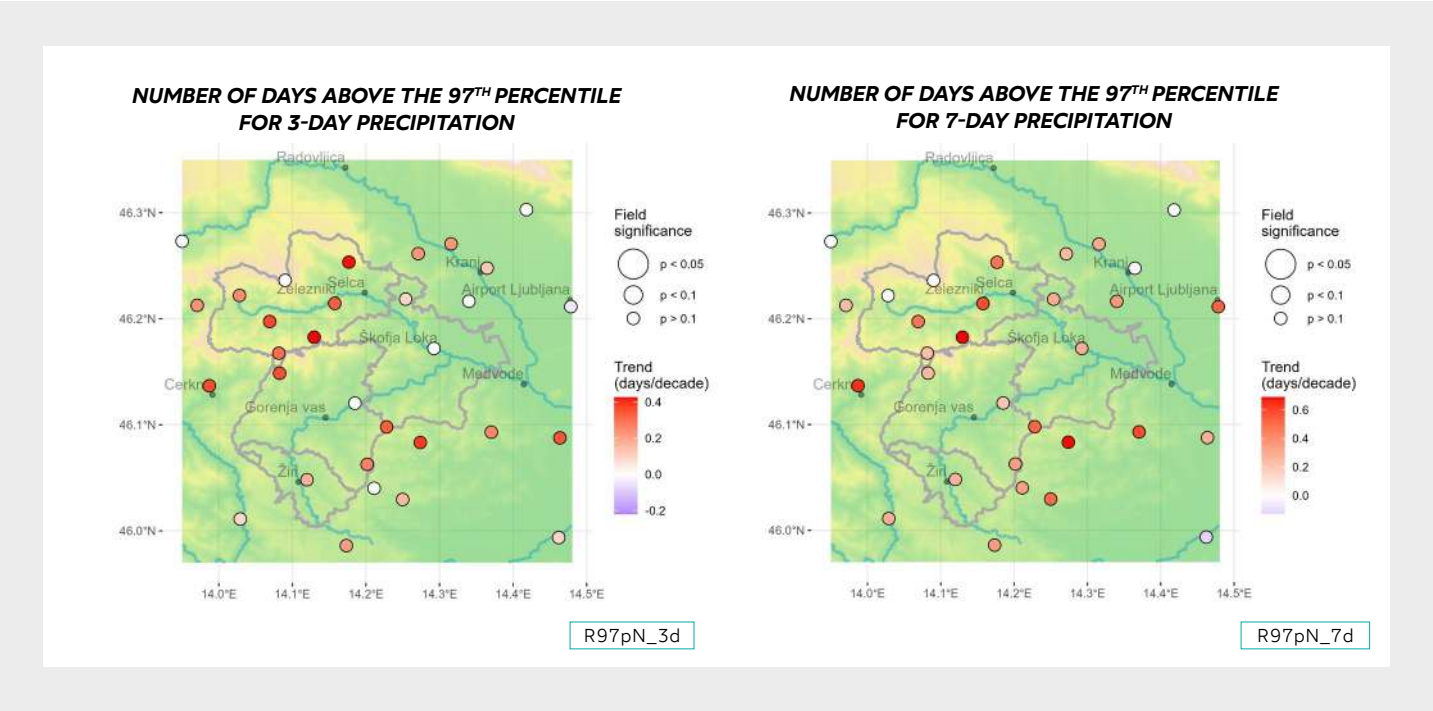 NUMBER OF DAYS ABOVE THE 97TH PERCENTILE
FOR 3-DAY PRECIPITATION
Radovljica
46.3°N
Kranj
Selca
Železniki
Airport Ljubljana
46.2°N
Škofja Loka
Medvode
Cerkno
Gorenja vas
46.1°N
Žiri
46.0°N
14.0°E 14.1°E 14.2°E 14.3°E 14.4°E 14.5°E
Field
significance
p < 0.05
p < 0.1
p > 0.1
Trend
(days/decade)
0.4
0.2
0.0
-0.2
R97pN_3d
NUMBER OF DAYS ABOVE THE 97TH PERCENTILE
FOR 7-DAY PRECIPITATION
Radovljica
46.3°N
Kranj
Selca
Železniki
Airport Ljubljana
46.2°N
Škofja Loka
Medvode
Cerkno
Gorenja vas
46.1°N
Žiri
46.0°N
14.0°E 14.1°E 14.2°E 14.3°E 14.4°E 14.5°E
Field
significance
p < 0.05
p < 0.1
p > 0.1
Trend
(days/decade)
0.6
0.4
0.2
0.0
R97pN_7d